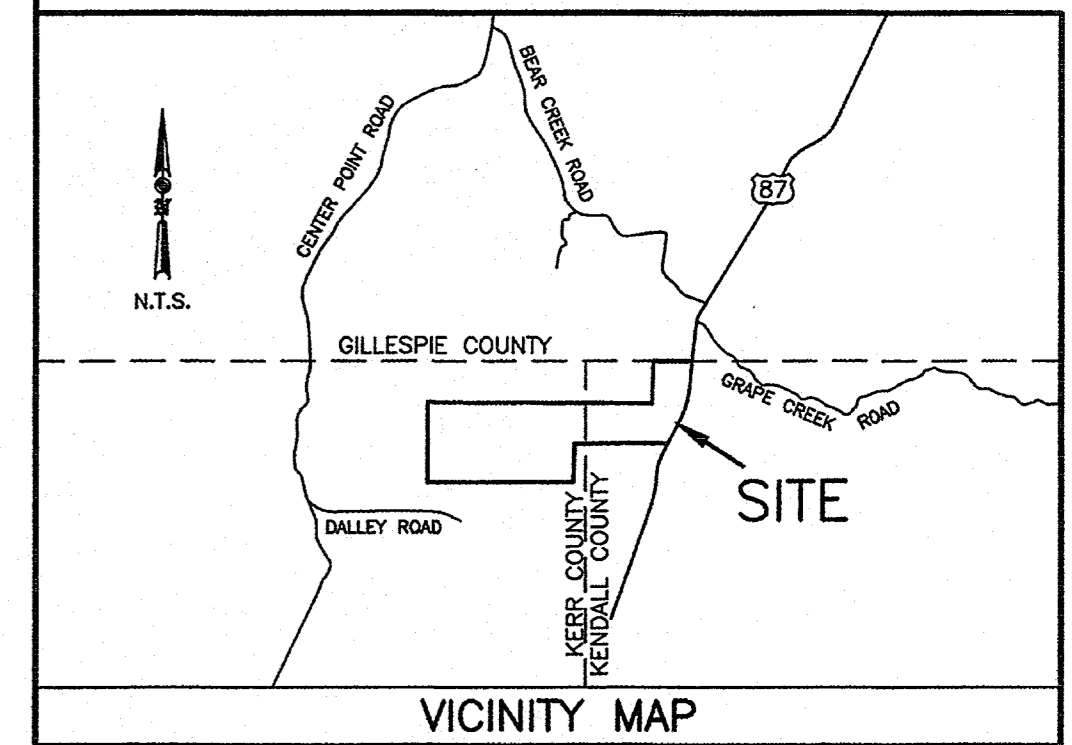 BEAR CREEK ROAD
CENTER POINT ROAD
87
N
N.T.S.
GILLESPIE COUNTY
GRAPE CREEK ROAD
SITE
DALLEY ROAD
KERR COUNTY
KENDALL COUNTY
VICINITY MAP